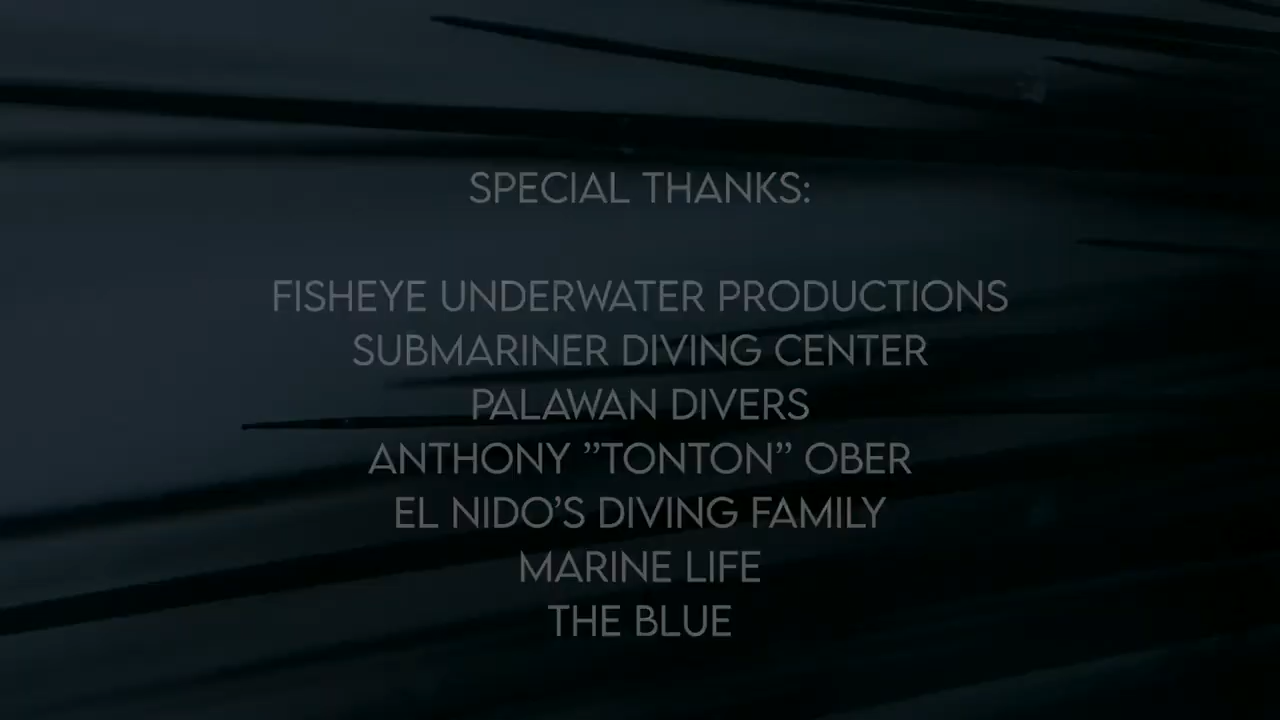 SPECIAL THANKS:
FISHEYE UNDERWATER PRODUCTIONS
SUBMARINER DIVING CENTER
PALAWAN DIVERS
ANTHONY ”TONTON” OBER
EL NIDO’S DIVING FAMILY
MARINE LIFE
THE BLUE